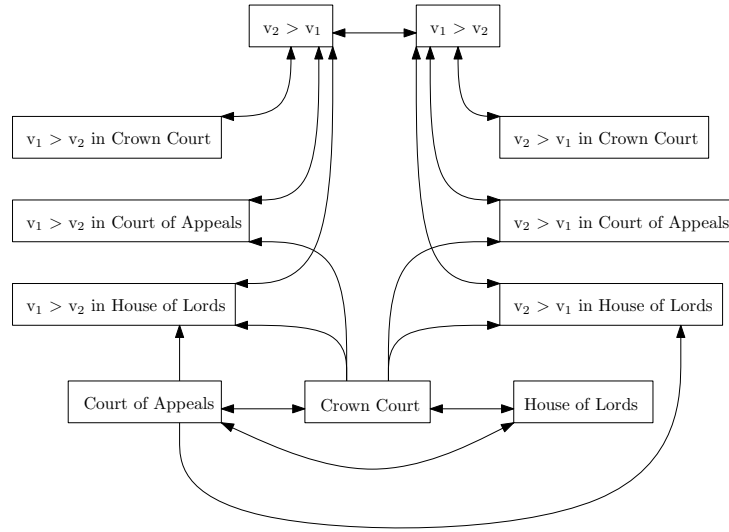 v₂ > v₁
v₁ > v₂
v₁ > v₂ in Crown Court
v₂ > v₁ in Crown Court
v₁ > v₂ in Court of Appeals
v₂ > v₁ in Court of Appeals
v₁ > v₂ in House of Lords
v₂ > v₁ in House of Lords
Court of Appeals
Crown Court
House of Lords